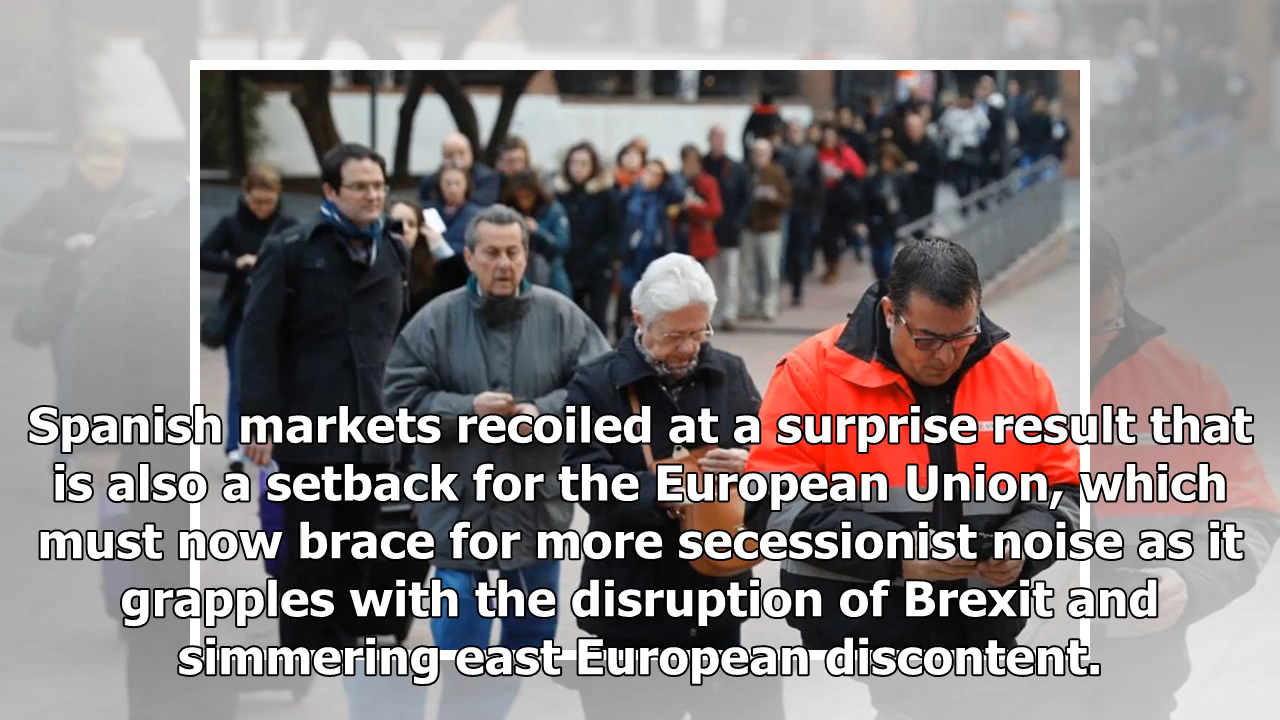 Spanish markets recoiled at a surprise result that
is also a setback for the European Union, which
must now brace for more secessionist noise as it
grapples with the disruption of Brexit and
simmering east European discontent.